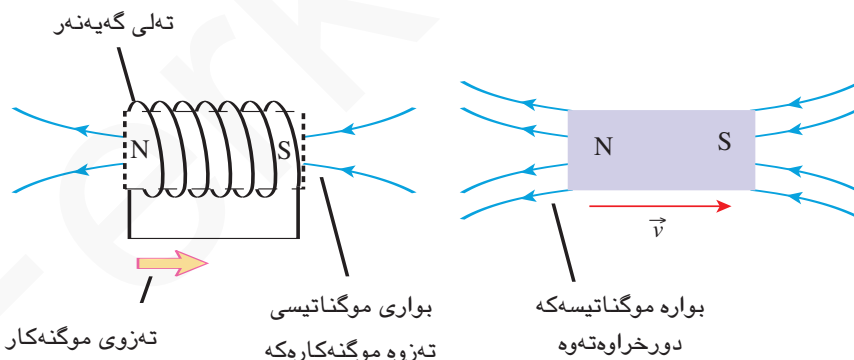 تەلی گەیەنەر
N
S
N
S
v
بواری موگناتیسی
تەزوە موگنەکارەکە
تەزوی موگنەکار
بوارە موگناتیسەکە
دورخراوەتەوە